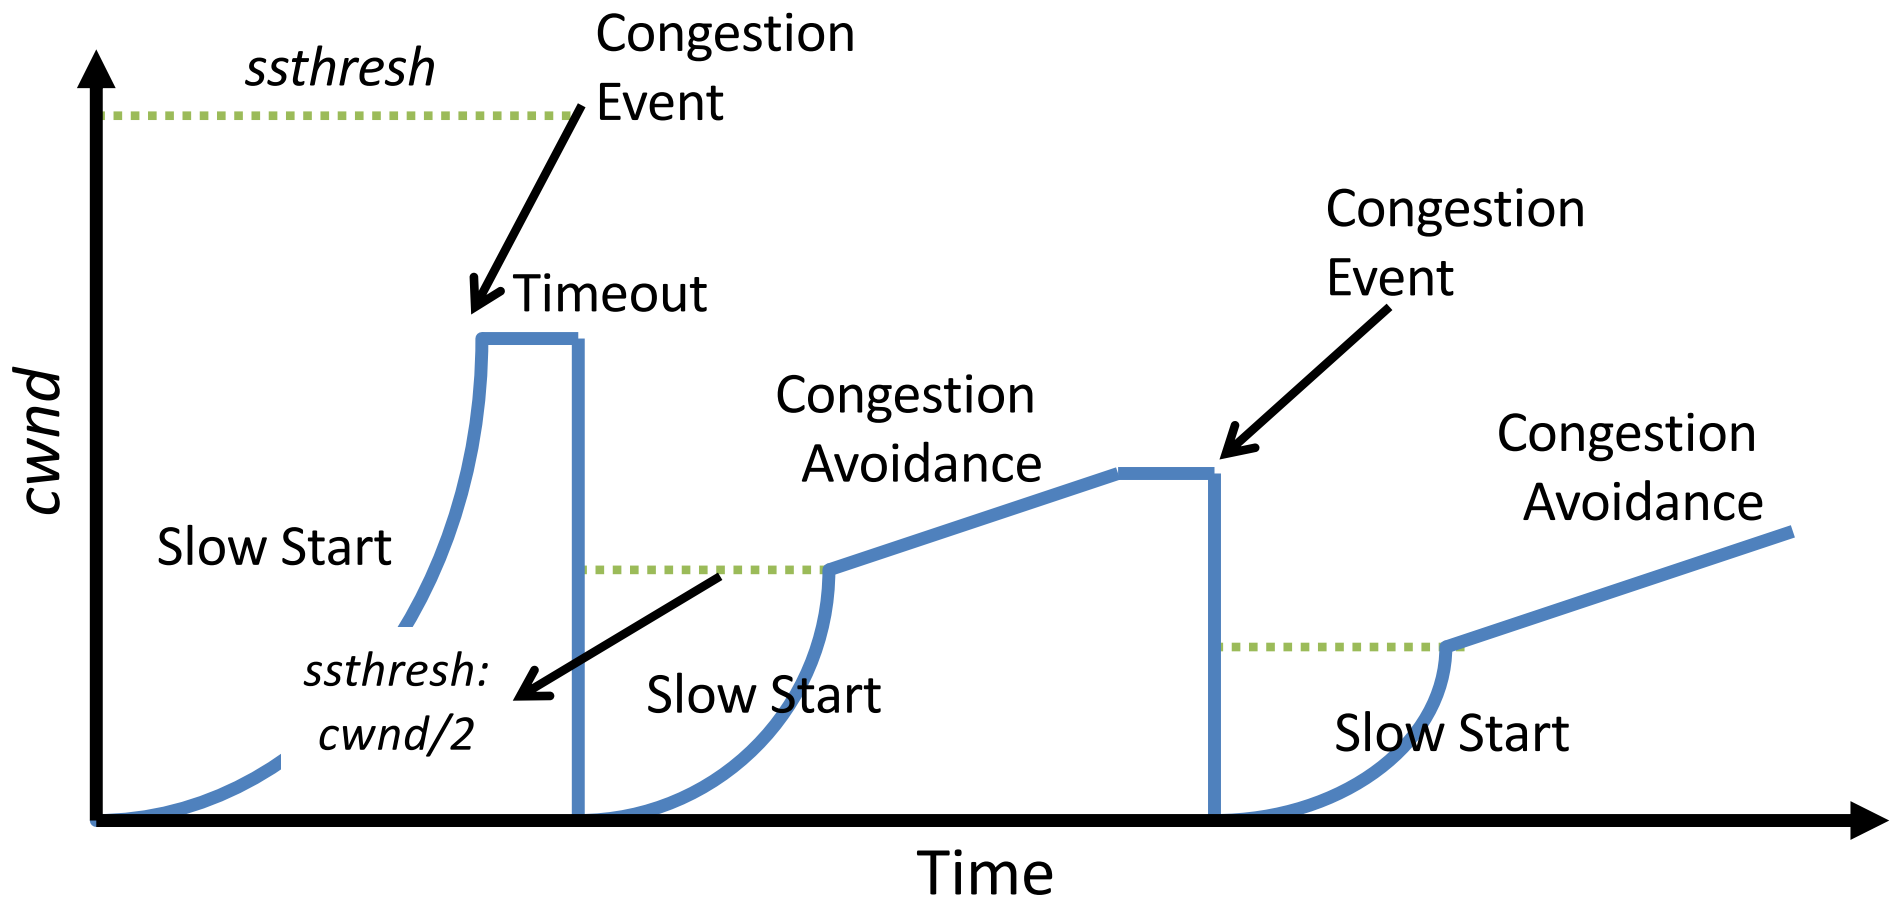 ssthresh
Congestion
Event
Timeout
Congestion
Event
cwnd
Slow Start
Congestion
Avoidance
Congestion
Avoidance
ssthresh:
cwnd/2
Slow Start
Slow Start
Time